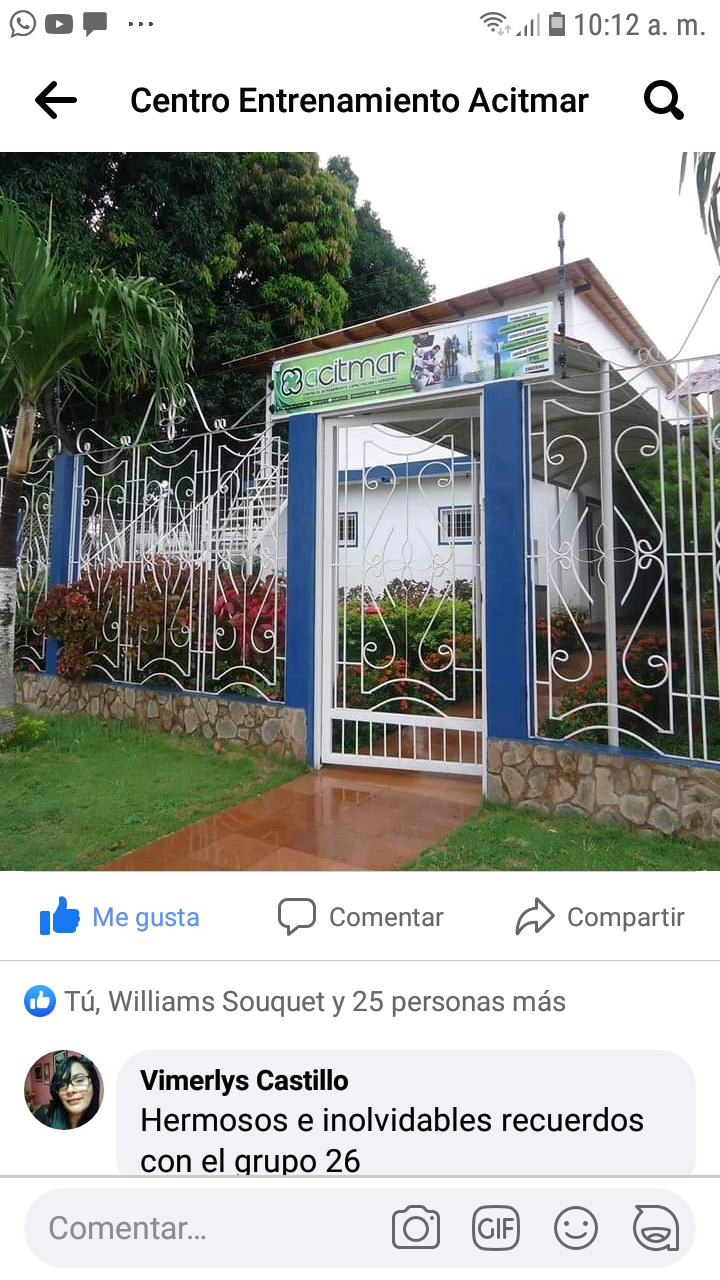 10:12 a. m.
Centro Entrenamiento Acitmar
acitmar
Me gusta
Comentar
Compartir
Tú, Williams Souquet y 25 personas más
Vimerlys Castillo
Hermosos e inolvidables recuerdos
con el grupo 26
Comentar...
GIF